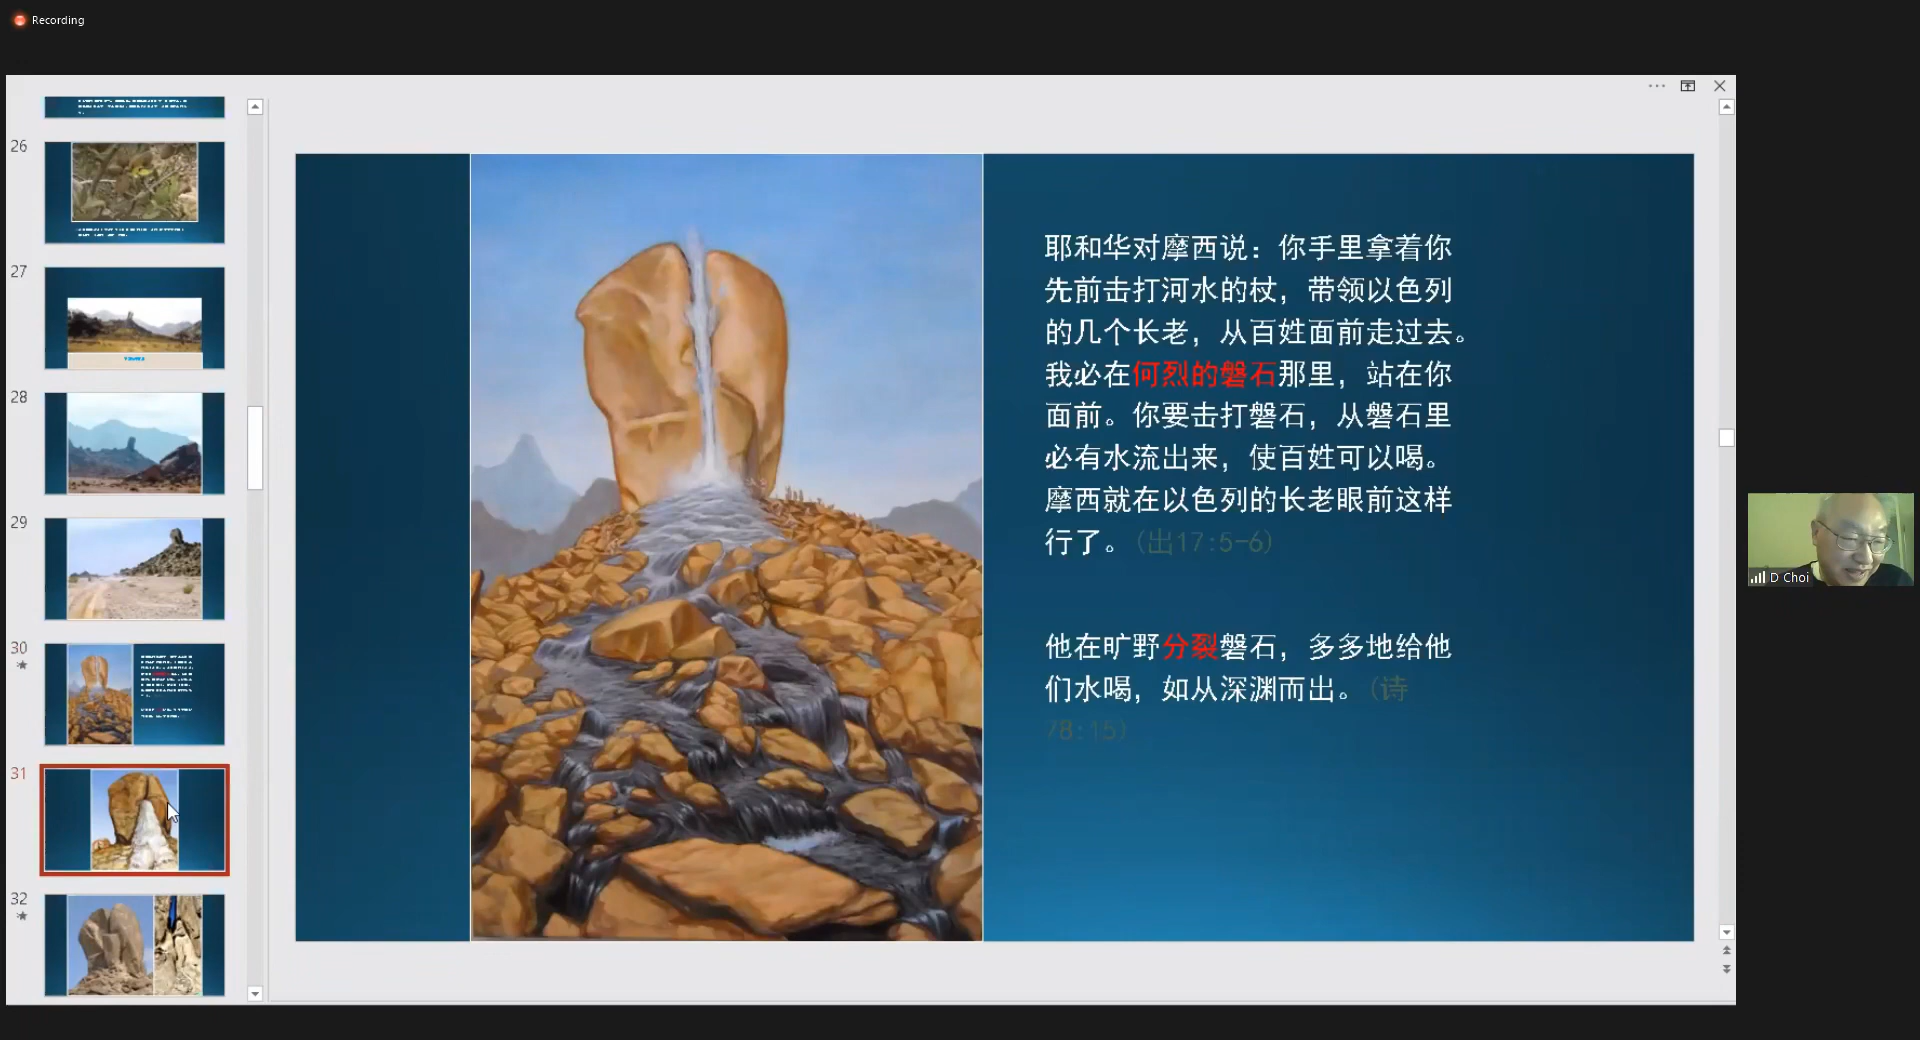 Recording
26
27
28
29
30
31
32
耶和华对摩西说：你手里拿着你
先前击打河水的杖，带领以色列
的几个长老，从百姓面前走过去。
我必在何烈的磐石那里，站在你
面前。你要击打磐石，从磐石里
必有水流出来，使百姓可以喝。
摩西就在以色列的长老眼前这样
行了。(出17:5-6)
他在旷野分裂磐石，多多地给他
们水喝，如从深渊而出。(诗
78:15)
D Choi